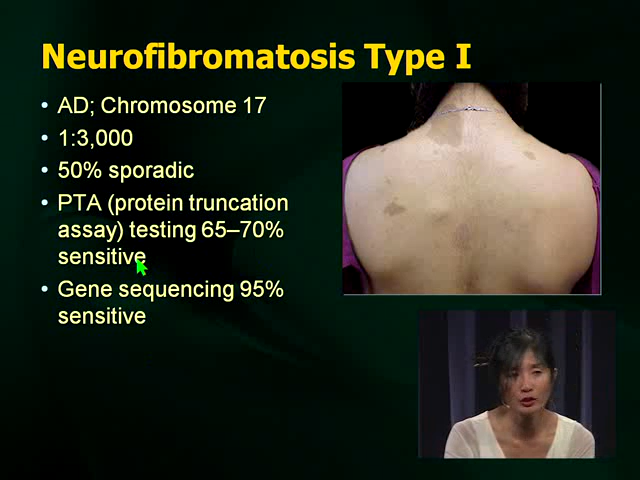 Neurofibromatosis Type I
• AD; Chromosome 17
• 1:3,000
• 50% sporadic
• PTA (protein truncation
assay) testing 65–70%
sensitive
• Gene sequencing 95%
sensitive